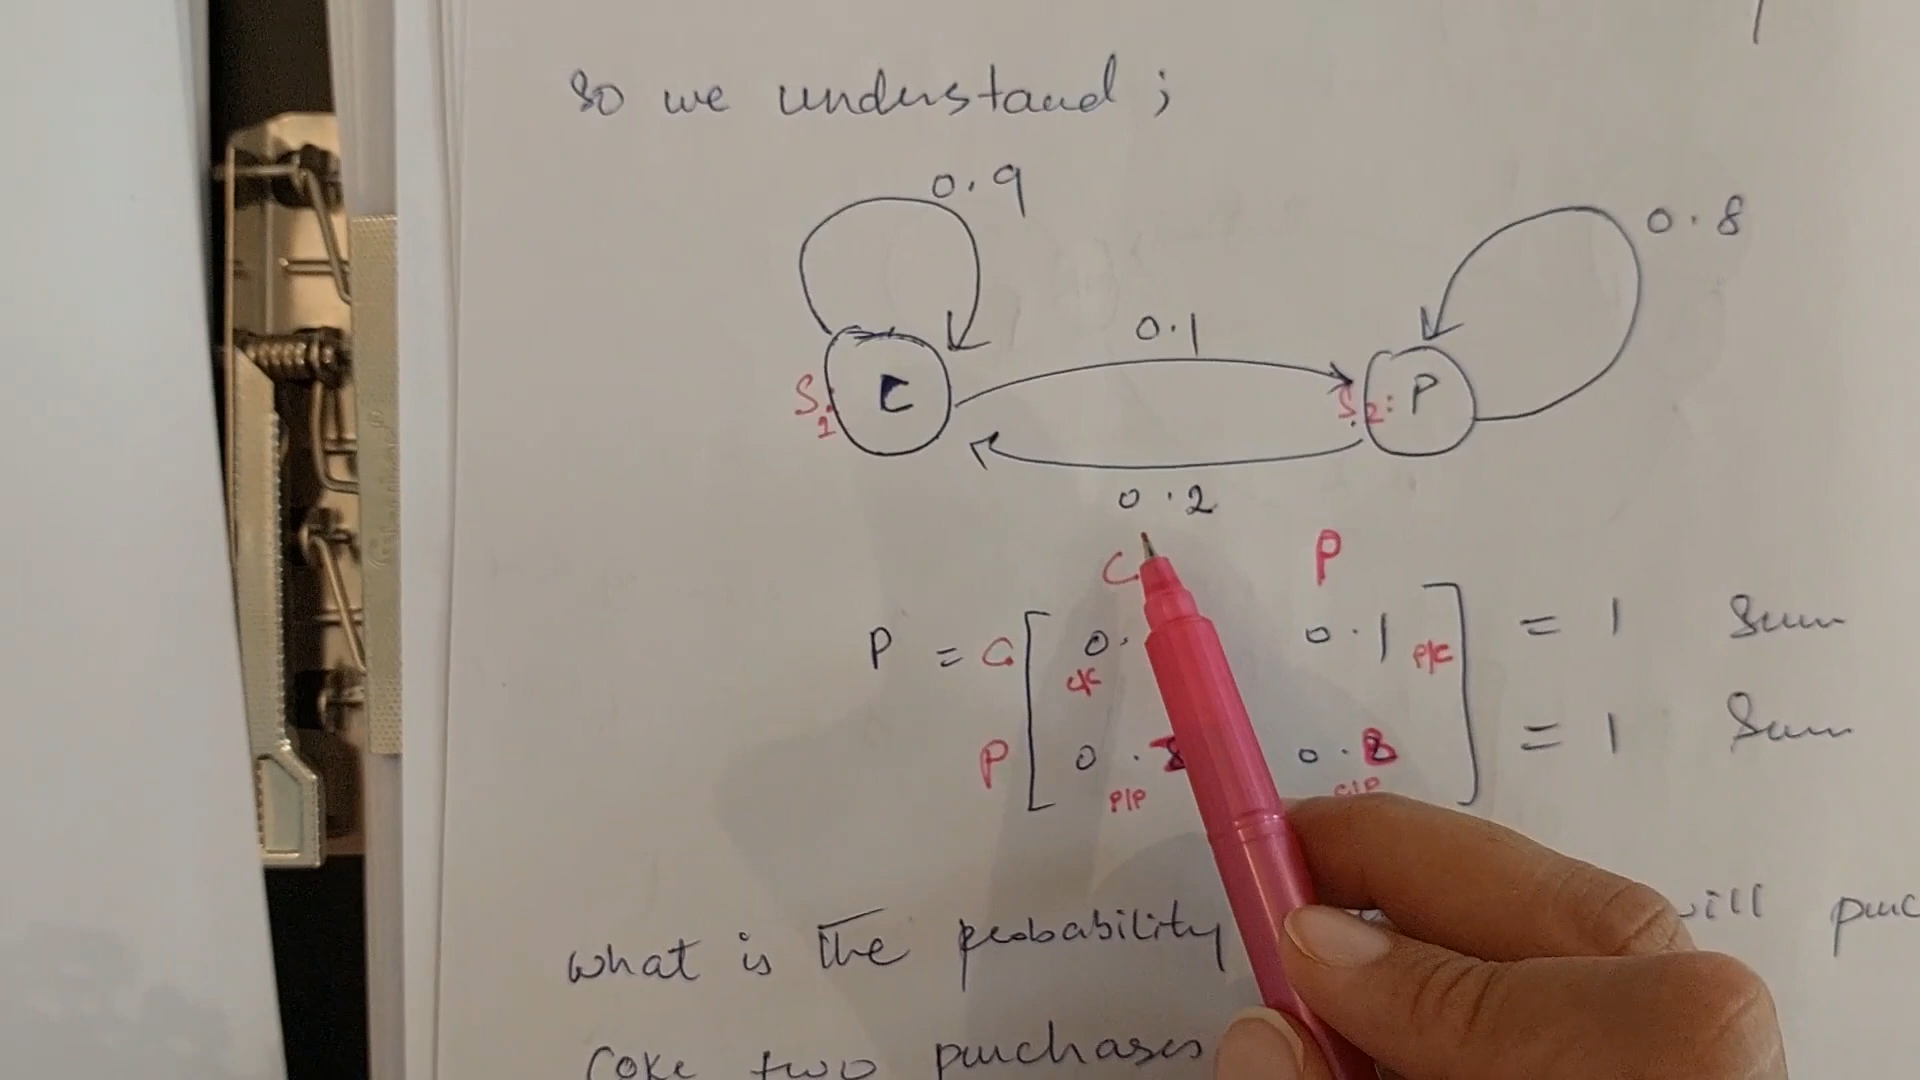 So we understand ;
0.9
0.8
0.1
S1: C
S2: P
0.2
C P
P = C [ 0. 0.1 P/C ] = 1 Sum
C/C
P [ 0. 0.8 ] = 1 Sum
P/P C/P
what is the probability will
Coke two purchases